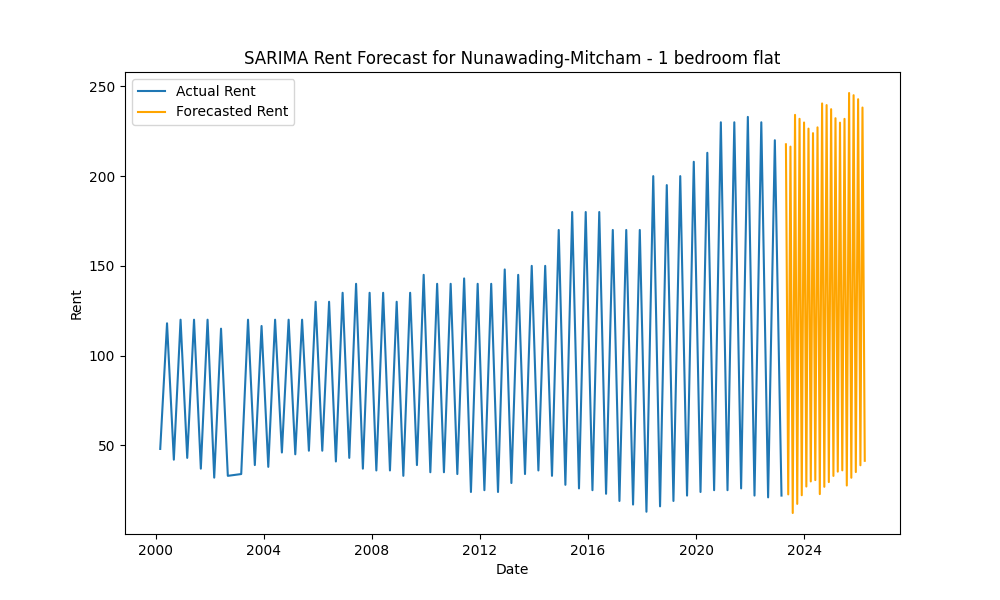 SARIMA Rent Forecast for Nunawading-Mitcham - 1 bedroom flat
Actual Rent
Forecasted Rent
250
200
150
100
50
Rent
2000 2004 2008 2012 2016 2020 2024
Date